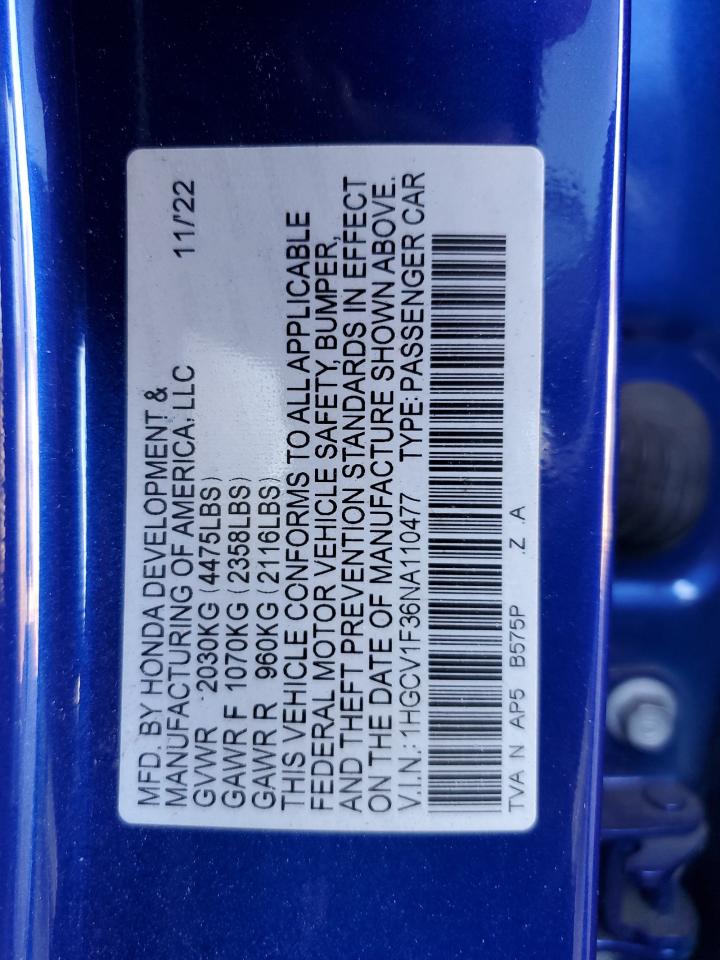 MFD. BY HONDA DEVELOPMENT &
MANUFACTURING OF AMERICA, LLC 11/'22
GVWR 2030KG (4475LBS)
GAWR F 1070KG (2358LBS)
GAWR R 960KG (2116LBS)
THIS VEHICLE CONFORMS TO ALL APPLICABLE
FEDERAL MOTOR VEHICLE SAFETY, BUMPER,
AND THEFT PREVENTION STANDARDS IN EFFECT
ON THE DATE OF MANUFACTURE SHOWN ABOVE.
V.I.N.: 1HGCV1F36NA110477 TYPE: PASSENGER CAR
TVA N AP5 B575P .Z .A